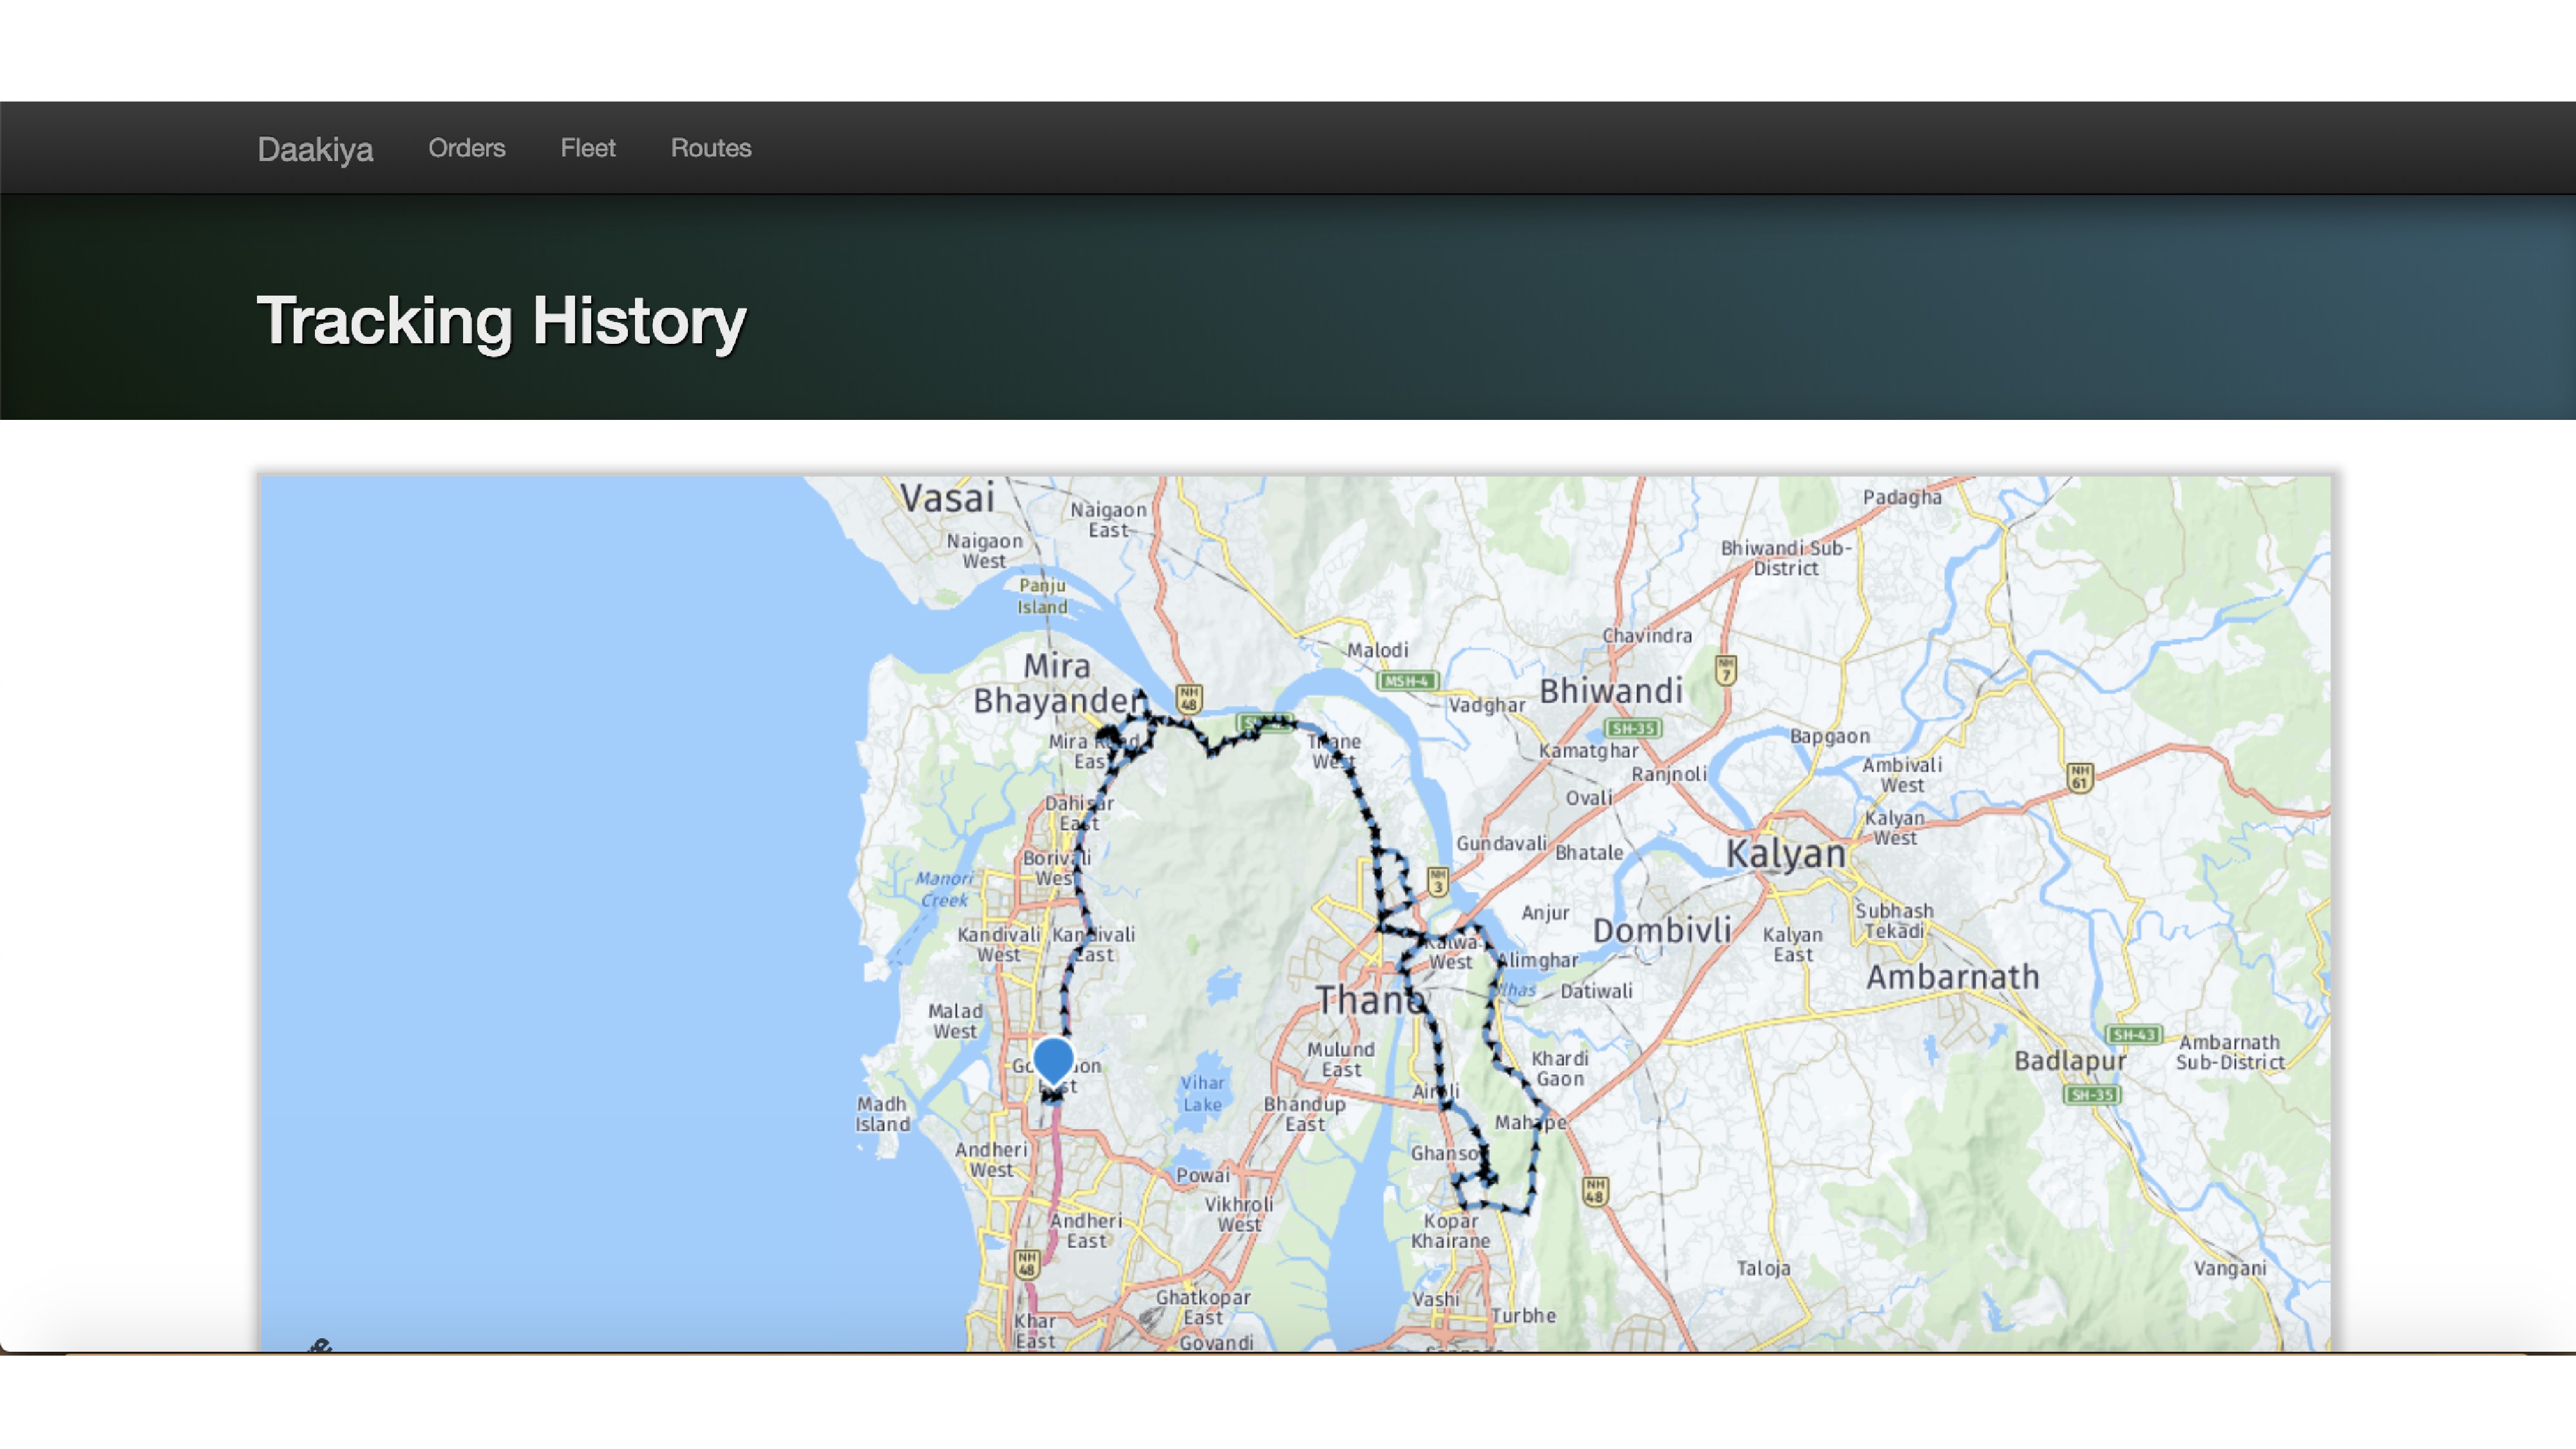 Daakiya Orders Fleet Routes
Tracking History
Vasai
Naigaon
East
Padagha
Naigaon
West
Bhiwandi Sub-
District
Panju
Island
Chavindra
Malodi
Mira
Bhayander
NH
48
MSH-4
NH
7
Bhiwandi
Vadghar
SH-35
Mira Road
East
Thane
West
Kamatghar
Bapgaon
Ranjnoli
Ambivali
West
NH
61
Ovali
Dahisar
East
Kalyan
West
Gundavali
Bhatale
Kalyan
Borivali
West
Manori
Creek
NH
3
Anjur
Subhash
Tekadi
Dombivli
Kandivali
West
Kandivali
East
Kalwa
West
Kalyan
East
Alimghar
Ambarnath
Ulhas
Datiwali
Thane
Malad
West
SH-43
Ambarnath
Sub-District
Mulund
East
Khardi
Gaon
Badlapur
Goregaon
East
Vihar
Lake
Airoli
SH-35
Madh
Island
Bhandup
East
Mahape
Andheri
West
Ghansoli
Powai
NH
48
Vikhroli
West
Andheri
East
Kopar
Khairane
NH
48
Taloja
Vangani
Ghatkopar
East
Vashi
Turbhe
Khar
East
Govandi